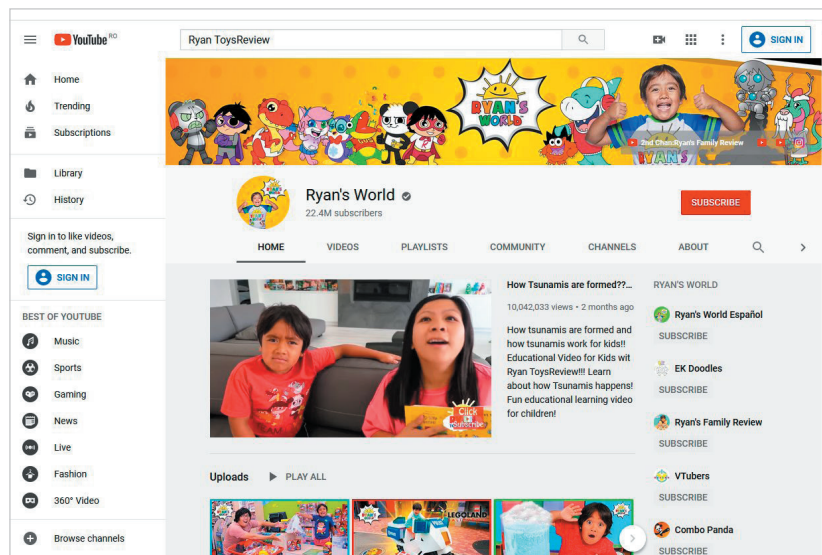 YouTube RO
Ryan ToysReview
SIGN IN
Home
Trending
Subscriptions
Library
History
Sign in to like videos,
comment, and subscribe.
SIGN IN
BEST OF YOUTUBE
Music
Sports
Gaming
News
Live
Fashion
360° Video
Browse channels
RYAN'S
WORLD
2nd Chan:Ryan's Family Review
RYAN'S
Ryan's World
22.4M subscribers
SUBSCRIBE
HOME VIDEOS PLAYLISTS COMMUNITY CHANNELS ABOUT
Click
Subscribe
How Tsunamis are formed??...
10,042,033 views • 2 months ago
How tsunamis are formed and
how tsunamis work for kids!!
Educational Video for Kids wit
Ryan ToysReview!!! Learn
about how Tsunamis happens!
Fun educational learning video
for children!
RYAN'S WORLD
Ryan's World Español
SUBSCRIBE
EK Doodles
SUBSCRIBE
Ryan's Family Review
SUBSCRIBE
VTubers
SUBSCRIBE
Combo Panda
SUBSCRIBE
Uploads PLAY ALL
LEGOLAND